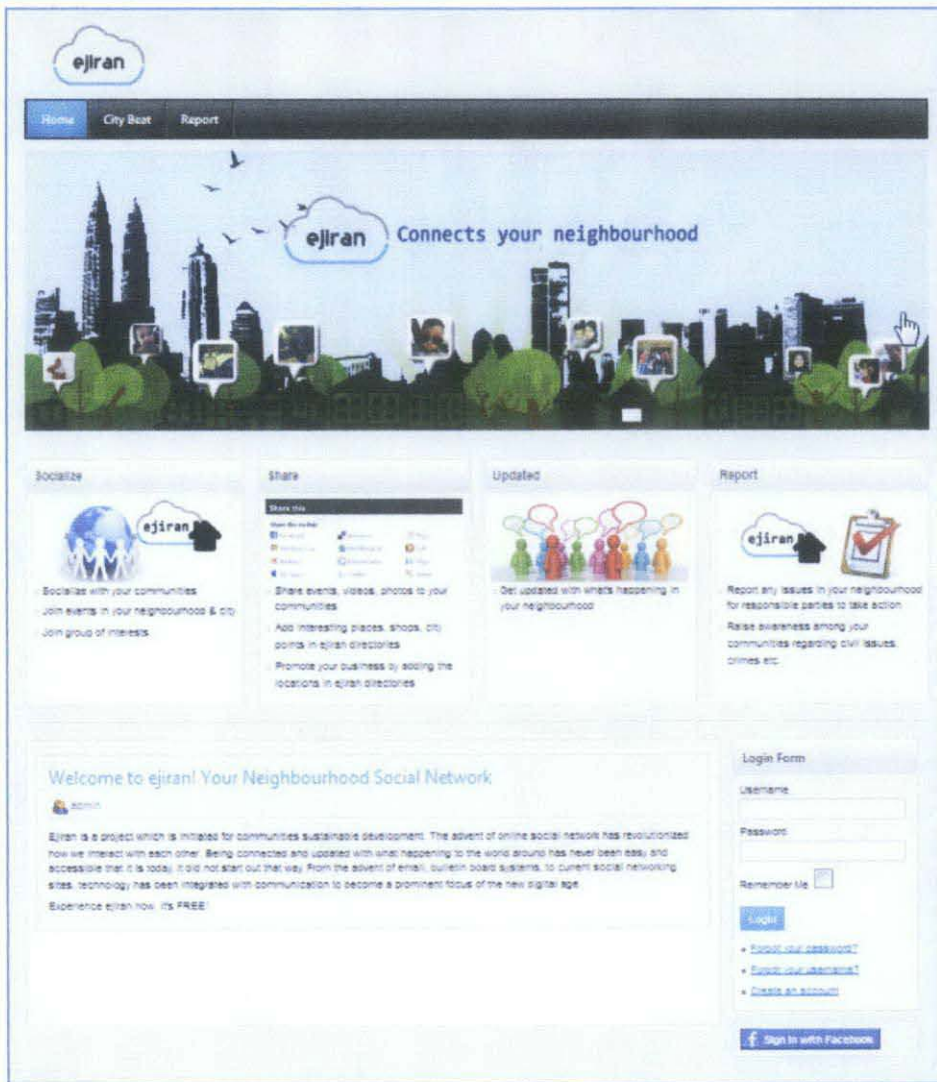 ejiran
Home City Beat Report
ejiran Connects your neighbourhood
Socialize
ejiran
Socialize with your communities
Join events in your neighbourhood & city
Join group of interests
Share
Share this
Share events, videos, photos to your
communities
Add interesting places, shops, city
points in ejiran directories
Promote your business by adding the
locations in ejiran directories
Updated
Get updated with what's happening in
your neighbourhood
Report
ejiran
Report any issues in your neighbourhood
for responsible parties to take action
Raise awareness among your
communities regarding civil issues,
crimes etc.
Welcome to ejiran! Your Neighbourhood Social Network
admin
Ejiran is a project which is initiated for communities sustainable development. The advent of online social network has revolutionized
how we interact with each other. Being connected and updated with what happening to the world around has never been easy and
accessible that it is today. It did not start out that way. From the advent of email, bulletin board systems, to current social networking
sites, technology has been integrated with communication to become a prominent focus of the new digital age.
Experience ejiran now. It's FREE!
Login Form
Username
Password
Remember Me
Login
Forgot your password?
Forgot your username?
Create an account
f Sign in with Facebook